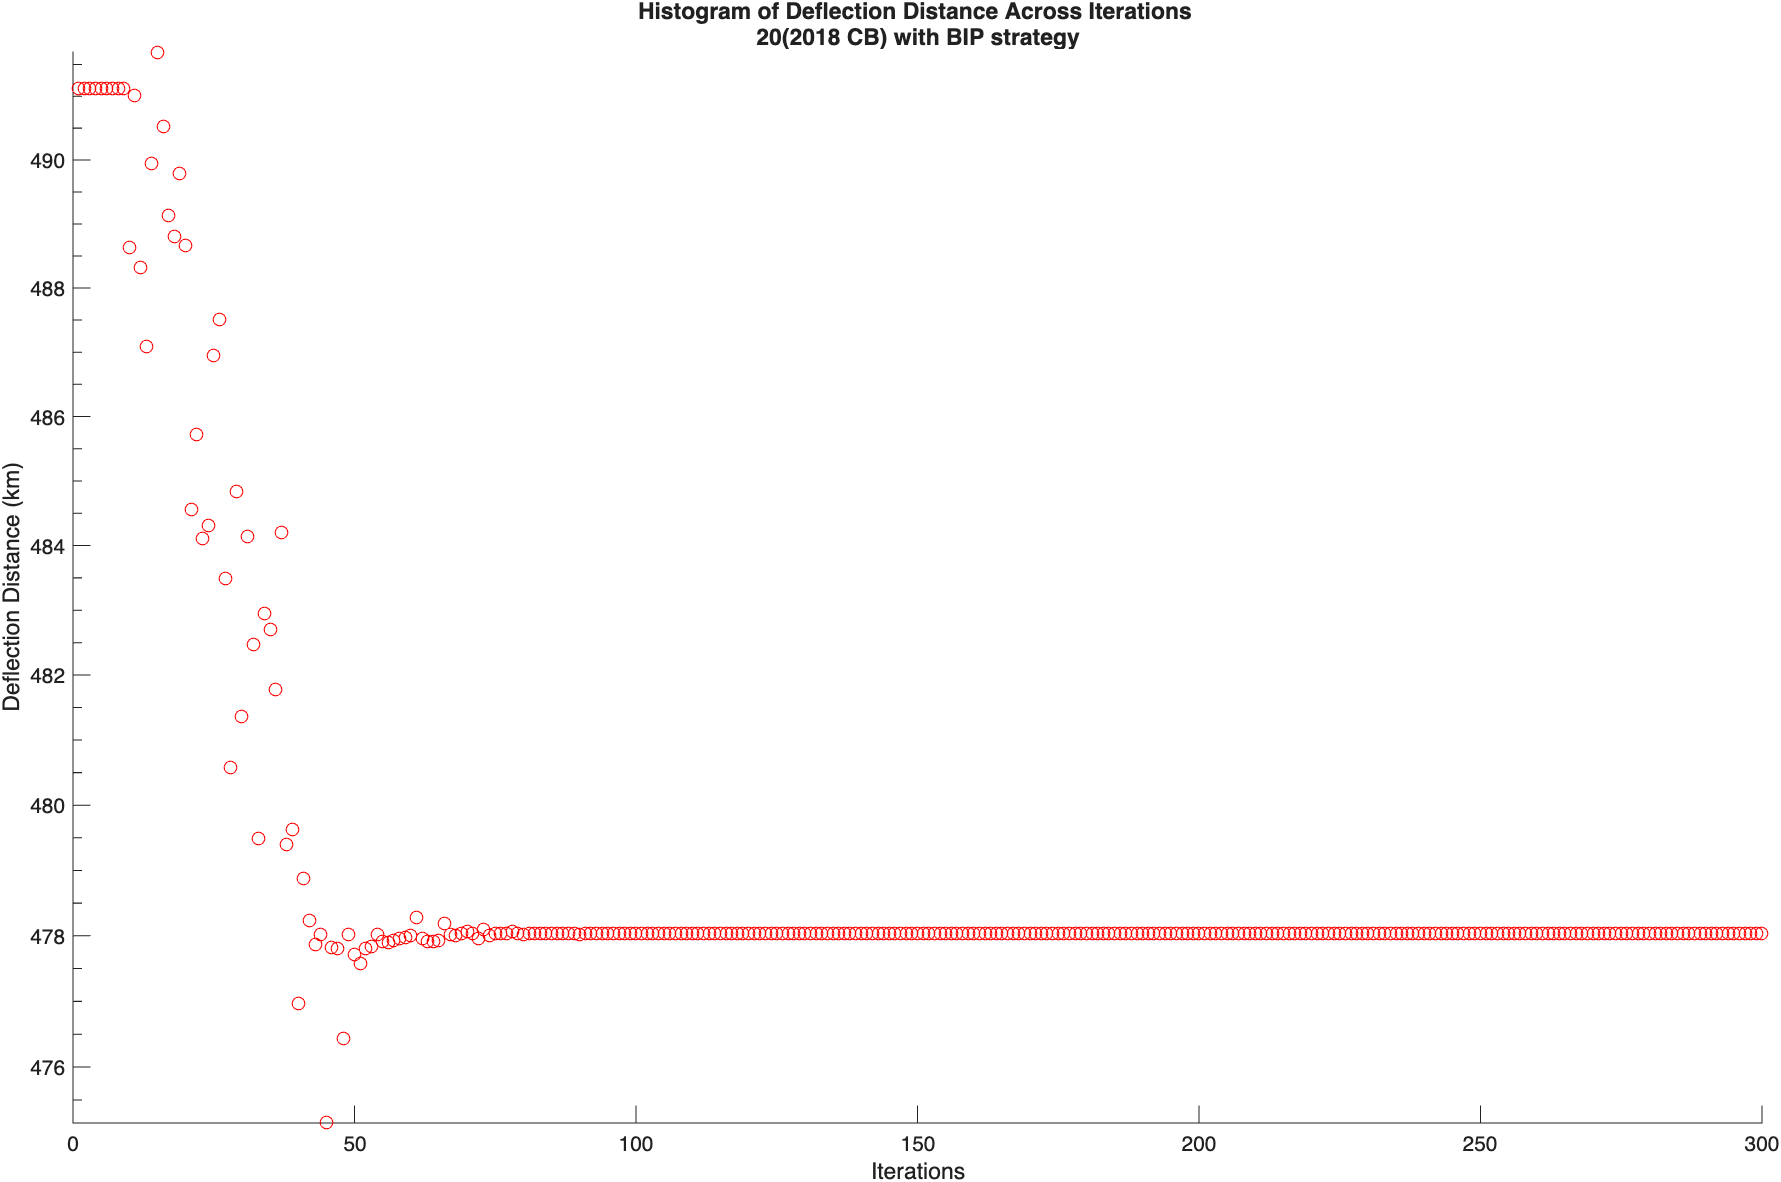 Histogram of Deflection Distance Across Iterations
20(2018 CB) with BIP strategy
Deflection Distance (km)
490
488
486
484
482
480
478
476
0 50 100 150 200 250 300
Iterations